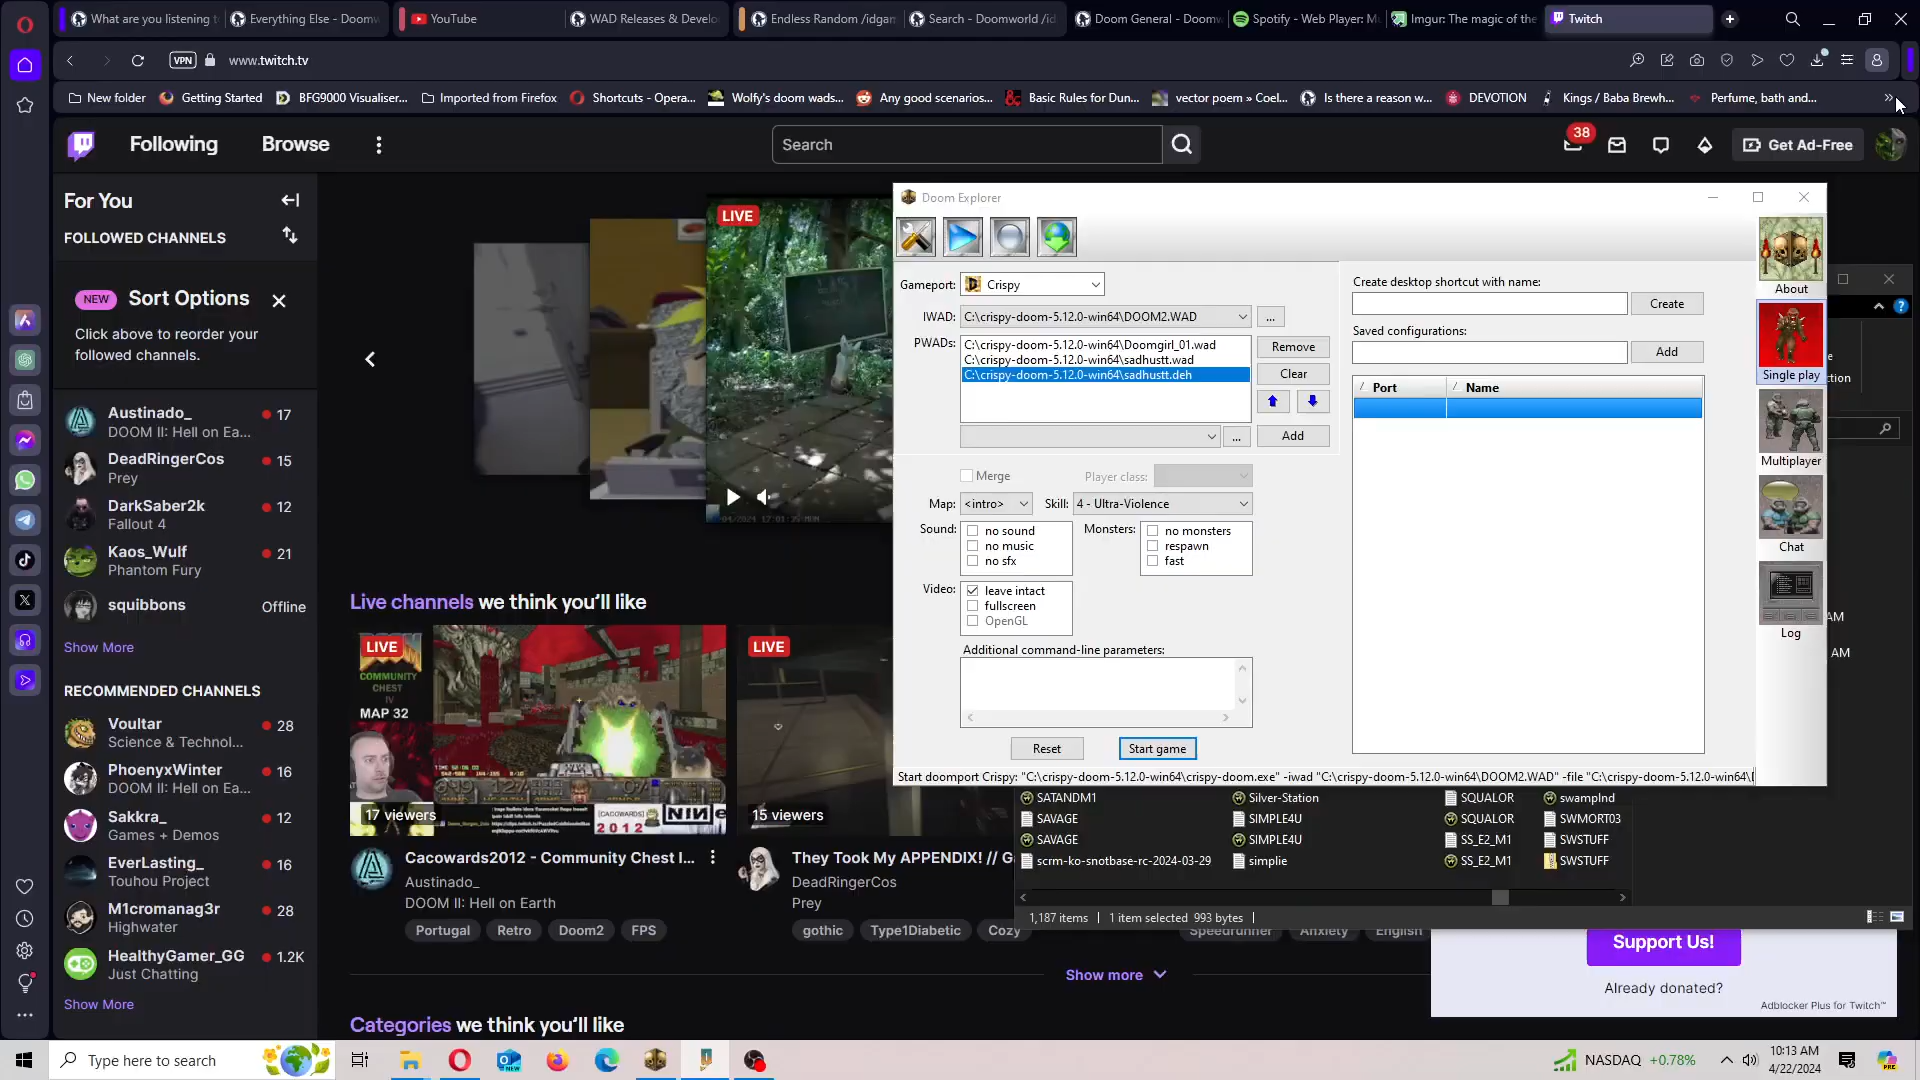 What are you listening t
Everything Else - Doomw
YouTube
WAD Releases & Develo
Endless Random /idgam
Search - Doomworld /id
Doom General - Doomw
Spotify - Web Player: M
Imgur: The magic of the
Twitch
VPN
www.twitch.tv
New folder
Getting Started
BFG9000 Visualiser...
Imported from Firefox
Shortcuts - Opera...
Wolfy's doom wads...
Any good scenarios...
Basic Rules for Dun...
vector poem » Coel...
Is there a reason w...
DEVOTION
Kings / Baba Brewh...
Perfume, bath and...
Following
Browse
Search
38
Get Ad-Free
For You
FOLLOWED CHANNELS
NEW
Sort Options
Click above to reorder your
followed channels.
Austinado_
17
DOOM II: Hell on Ea...
DeadRingerCos
15
Prey
DarkSaber2k
12
Fallout 4
Kaos_Wulf
21
Phantom Fury
squibbons
Offline
Show More
RECOMMENDED CHANNELS
Voultar
28
Science & Technol...
PhoenyxWinter
16
DOOM II: Hell on Ea...
Sakkra_
12
Games + Demos
EverLasting_
16
Touhou Project
M1cromanag3r
28
Highwater
HealthyGamer_GG
1.2K
Just Chatting
Show More
LIVE
Live channels we think you'll like
LIVE
DOOM
COMMUNITY
CHEST
IV
MAP 32
[CACOWARDS]
2012
NIN
17 viewers
LIVE
15 viewers
Cacowards2012 - Community Chest I...
Austinado_
DOOM II: Hell on Earth
Portugal
Retro
Doom2
FPS
They Took My APPENDIX! // G
DeadRingerCos
Prey
gothic
Type1Diabetic
Cozy
Speedrunner
Anxiety
English
Show more
Categories we think you'll like
Doom Explorer
Gameport:
Crispy
IWAD:
C:\crispy-doom-5.12.0-win64\DOOM2.WAD
...
PWADs:
C:\crispy-doom-5.12.0-win64\Doomgirl_01.wad
C:\crispy-doom-5.12.0-win64\sadhustt.wad
C:\crispy-doom-5.12.0-win64\sadhustt.deh
Remove
Clear
...
Add
Merge
Player class:
Map:
<intro>
Skill:
4 - Ultra-Violence
Sound:
no sound
no music
no sfx
Monsters:
no monsters
respawn
fast
Video:
leave intact
fullscreen
OpenGL
Additional command-line parameters:
Reset
Start game
Start doomport Crispy: "C:\crispy-doom-5.12.0-win64\crispy-doom.exe" -iwad "C:\crispy-doom-5.12.0-win64\DOOM2.WAD" -file "C:\crispy-doom-5.12.0-win64\
Create desktop shortcut with name:
Create
Saved configurations:
Add
Port
Name
About
Single play
Multiplayer
Chat
Log
e
ction
AM
AM
SATANDM1
Silver-Station
SQUALOR
swamplnd
SAVAGE
SIMPLE4U
SQUALOR
SWMORT03
SAVAGE
SIMPLE4U
SS_E2_M1
SWSTUFF
scrm-ko-snotbase-rc-2024-03-29
simplie
SS_E2_M1
SWSTUFF
1,187 items
1 item selected 993 bytes
Support Us!
Already donated?
Adblocker Plus for Twitch™
Type here to search
NASDAQ +0.78%
10:13 AM
4/22/2024